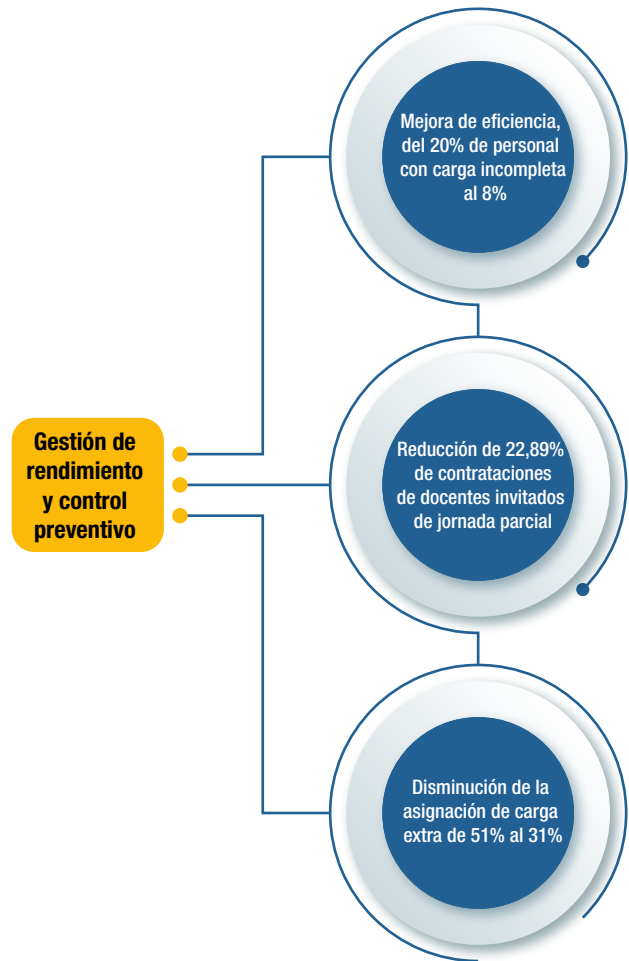 Mejora de eficiencia,
del 20% de personal
con carga incompleta
al 8%
Gestión de
rendimiento
y control
preventivo
Reducción de 22,89%
de contrataciones
de docentes invitados
de jornada parcial
Disminución de la
asignación de carga
extra de 51% al 31%